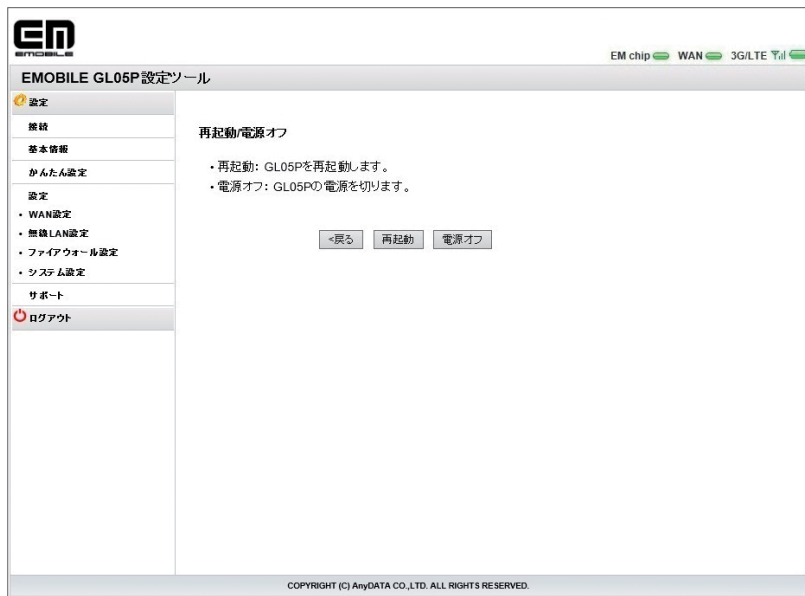 EM
EMOBILE
EM chip WAN 3G/LTE
EMOBILE GL05P設定ツール
設定
接続
基本情報
かんたん設定
設定
・ WAN設定
・ 無線LAN設定
・ ファイアウォール設定
・ システム設定
サポート
ログアウト
再起動/電源オフ
・再起動: GL05Pを再起動します。
・電源オフ: GL05Pの電源を切ります。
<戻る 再起動 電源オフ
COPYRIGHT (C) AnyDATA CO.,LTD. ALL RIGHTS RESERVED.